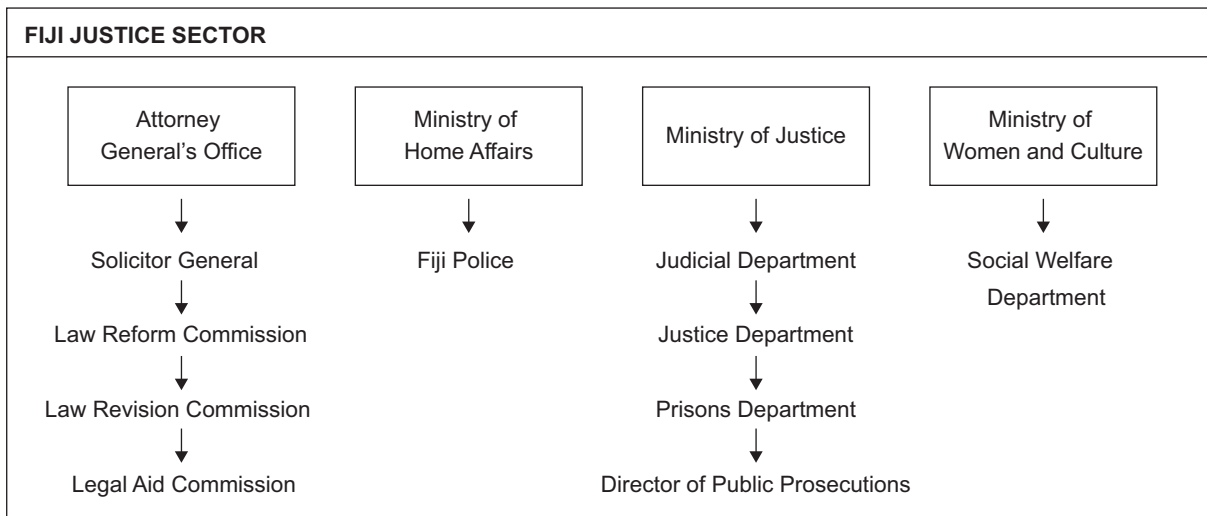 FIJI JUSTICE SECTOR
Attorney
General's Office
Ministry of
Home Affairs
Ministry of Justice
Ministry of
Women and Culture
Solicitor General
Fiji Police
Judicial Department
Social Welfare
Department
Law Reform Commission
Justice Department
Law Revision Commission
Prisons Department
Legal Aid Commission
Director of Public Prosecutions